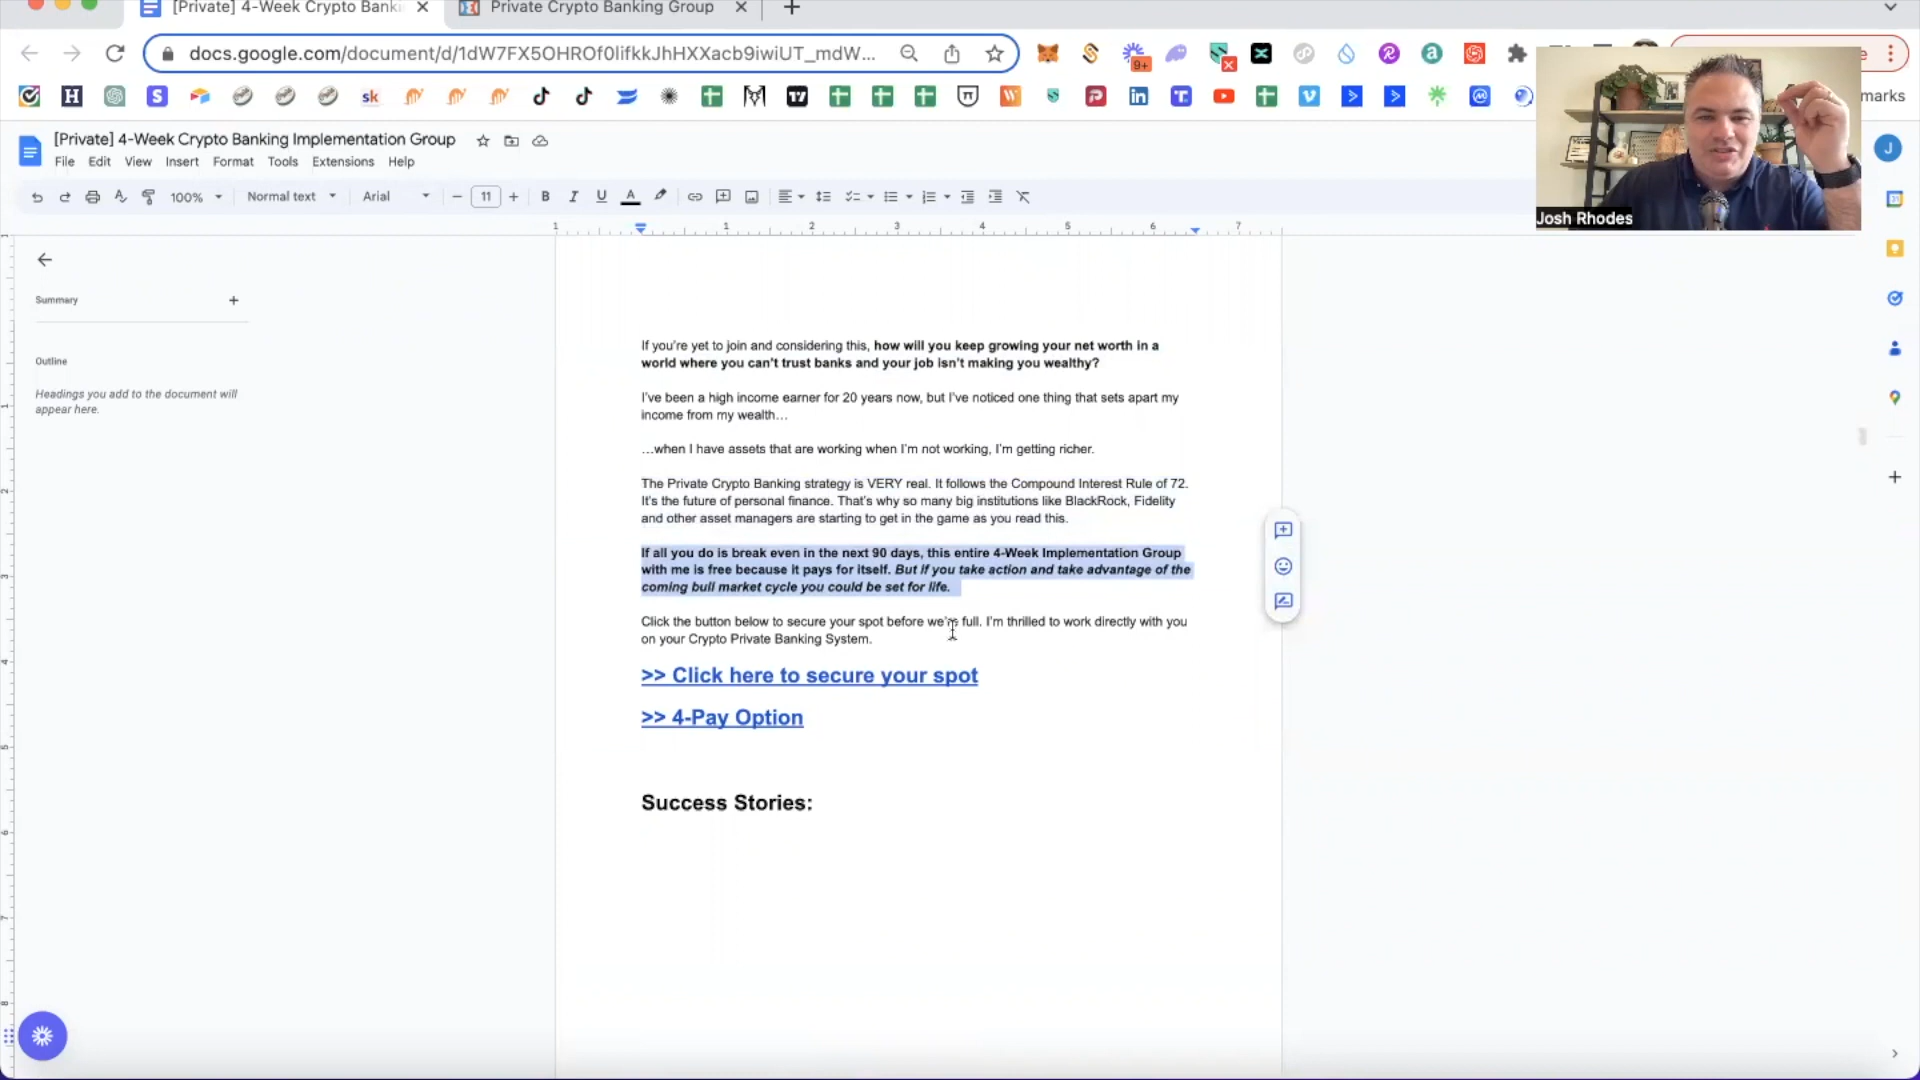 [Private] 4-Week Crypto Banki
Private Crypto Banking Group
docs.google.com/document/d/1dW7FX5OHROf0lifkkJhHXXacb9iwiUT_mdW...
9+
marks
[Private] 4-Week Crypto Banking Implementation Group
File Edit View Insert Format Tools Extensions Help
100% Normal text Arial 11
Josh Rhodes
1 1 2 3 4 5 6 7
Summary
Outline
Headings you add to the document will
appear here.
If you're yet to join and considering this, how will you keep growing your net worth in a
world where you can't trust banks and your job isn't making you wealthy?
I've been a high income earner for 20 years now, but I've noticed one thing that sets apart my
income from my wealth…
…when I have assets that are working when I'm not working, I'm getting richer.
The Private Crypto Banking strategy is VERY real. It follows the Compound Interest Rule of 72.
It's the future of personal finance. That's why so many big institutions like BlackRock, Fidelity
and other asset managers are starting to get in the game as you read this.
If all you do is break even in the next 90 days, this entire 4-Week Implementation Group
with me is free because it pays for itself. But if you take action and take advantage of the
coming bull market cycle you could be set for life.
Click the button below to secure your spot before we're full. I'm thrilled to work directly with you
on your Crypto Private Banking System.
>> Click here to secure your spot
>> 4-Pay Option
Success Stories: